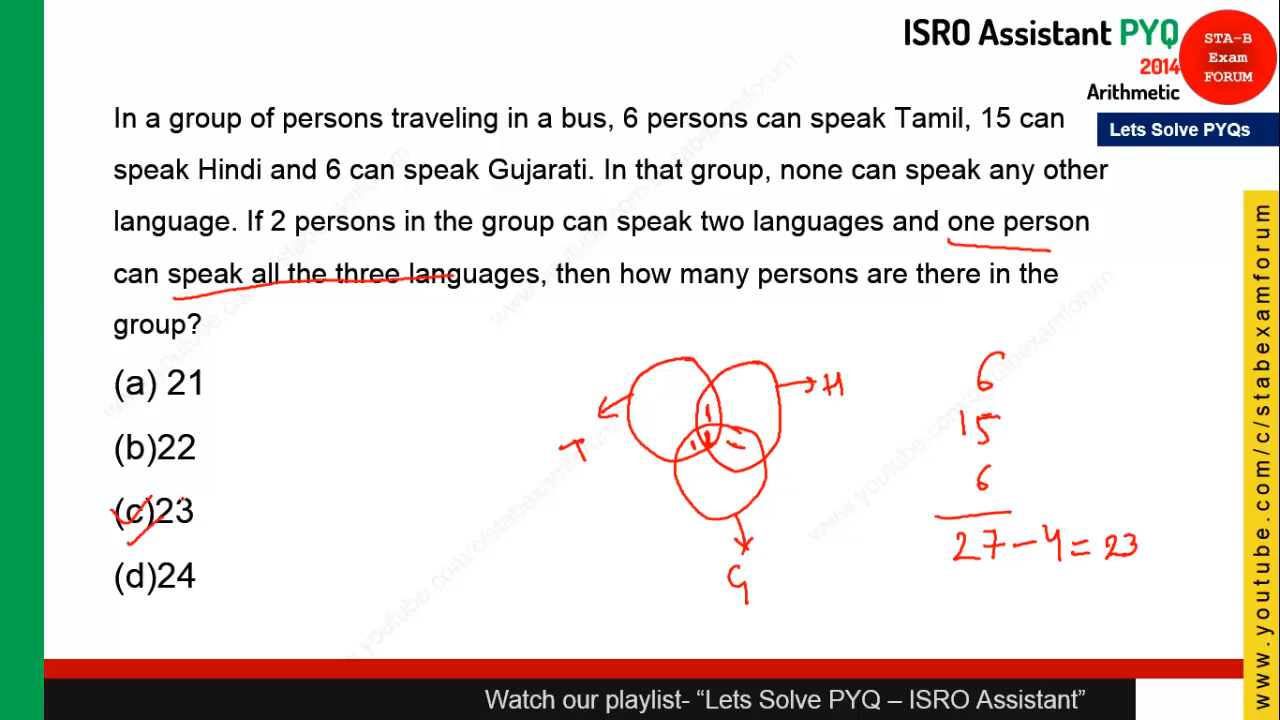 ISRO Assistant PYQ
2014
Arithmetic
STA-B
Exam
FORUM
Lets Solve PYQs
In a group of persons traveling in a bus, 6 persons can speak Tamil, 15 can
speak Hindi and 6 can speak Gujarati. In that group, none can speak any other
language. If 2 persons in the group can speak two languages and one person
can speak all the three languages, then how many persons are there in the
group?
(a) 21
(b)22
(c)23
(d)24
T
H
G
6
15
6
27-4=23
www.youtube.com/c/stabexamforum
Watch our playlist- “Lets Solve PYQ – ISRO Assistant”